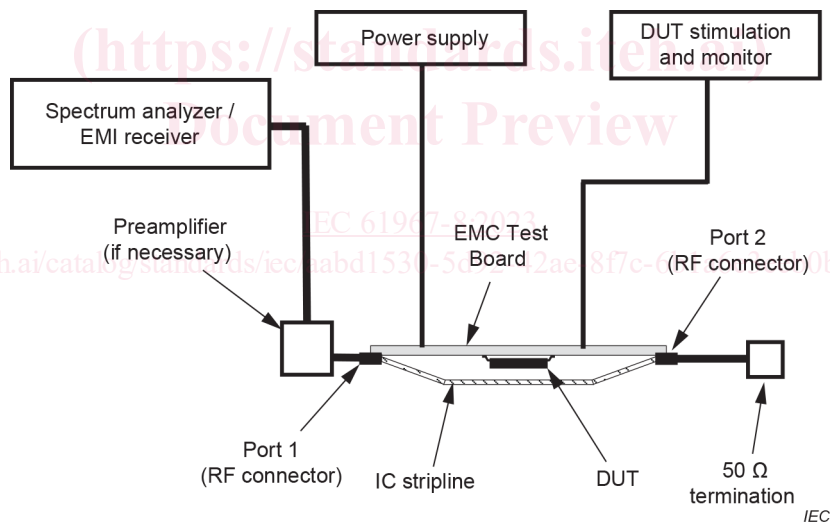 (https://standards.iteh.ai)
Document Preview
Power supply
DUT stimulation
and monitor
Spectrum analyzer /
EMI receiver
IEC 61967-8:2023
Preamplifier
(if necessary)
EMC Test
Board
Port 2
(RF connector)
Port 1
(RF connector)
IC stripline
DUT
50 Ω
termination
IEC